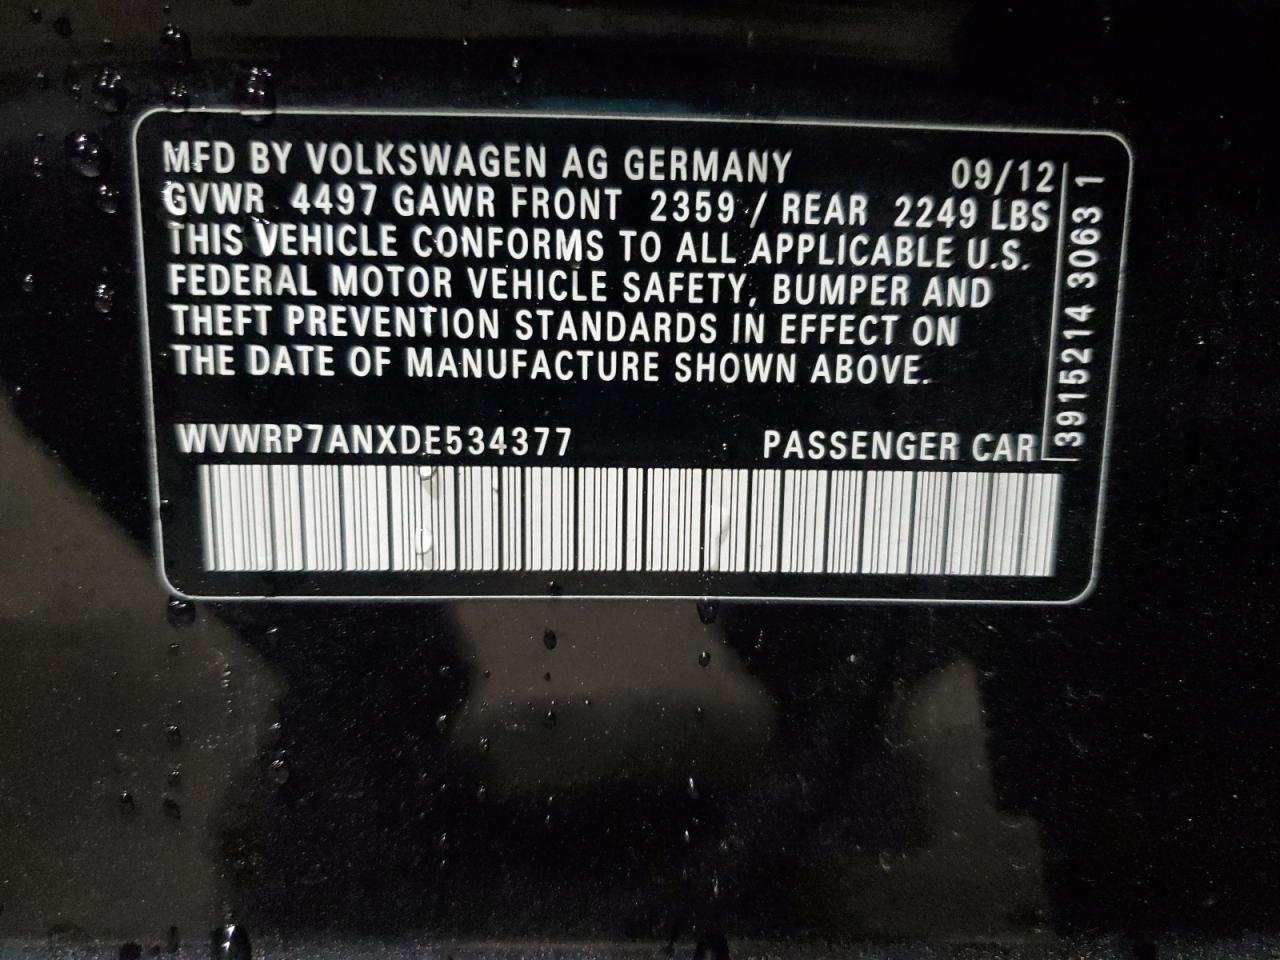 MFD BY VOLKSWAGEN AG GERMANY 09/12
GVWR 4497 GAWR FRONT 2359 / REAR 2249 LBS
THIS VEHICLE CONFORMS TO ALL APPLICABLE U.S.
FEDERAL MOTOR VEHICLE SAFETY, BUMPER AND
THEFT PREVENTION STANDARDS IN EFFECT ON
THE DATE OF MANUFACTURE SHOWN ABOVE.
WVWRP7ANXDE534377 PASSENGER CAR
3915214 3063 1